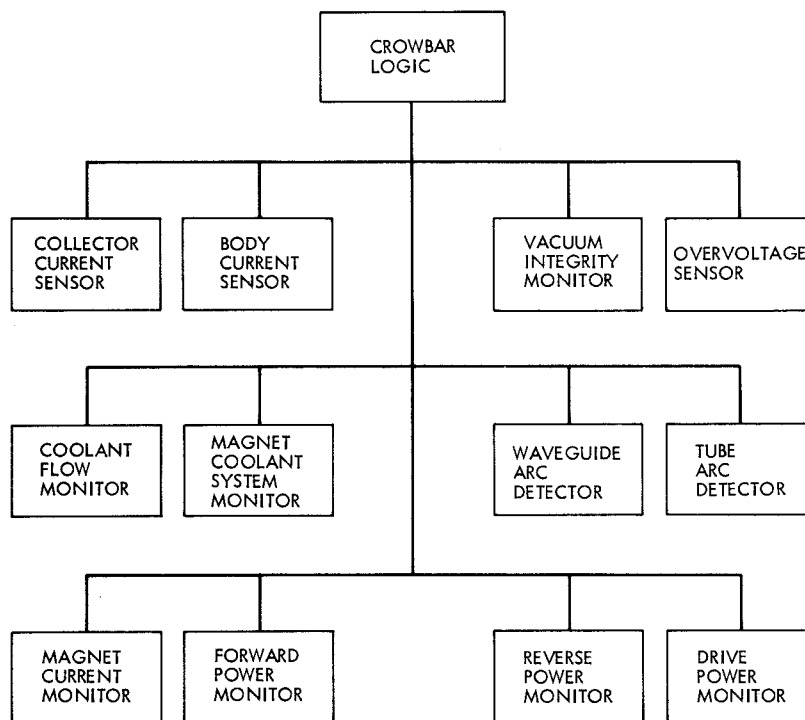 CROWBAR
LOGIC
COLLECTOR
CURRENT
SENSOR
BODY
CURRENT
SENSOR
VACUUM
INTEGRITY
MONITOR
OVERVOLTAGE
SENSOR
COOLANT
FLOW
MONITOR
MAGNET
COOLANT
SYSTEM
MONITOR
WAVEGUIDE
ARC
DETECTOR
TUBE
ARC
DETECTOR
MAGNET
CURRENT
MONITOR
FORWARD
POWER
MONITOR
REVERSE
POWER
MONITOR
DRIVE
POWER
MONITOR